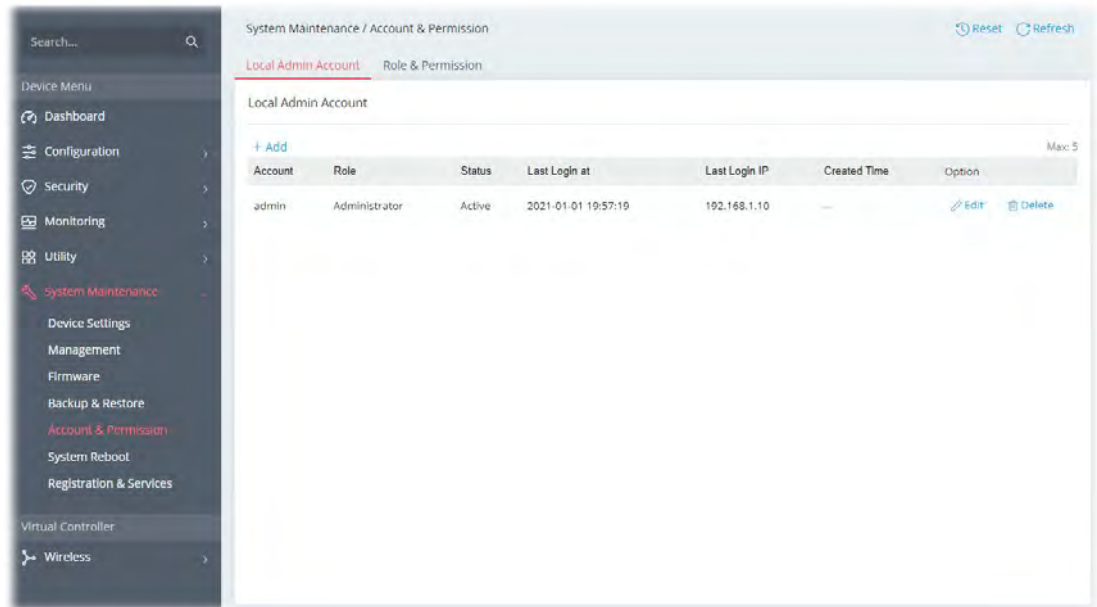 Search...
Device Menu
Dashboard
Configuration
Security
Monitoring
Utility
System Maintenance
Device Settings
Management
Firmware
Backup & Restore
Account & Permission
System Reboot
Registration & Services
Virtual Controller
Wireless
System Maintenance / Account & Permission
Reset Refresh
Local Admin Account Role & Permission
Local Admin Account
+ Add Max: 5
Account Role Status Last Login at Last Login IP Created Time Option
admin Administrator Active 2021-01-01 19:57:19 192.168.1.10 --- Edit Delete